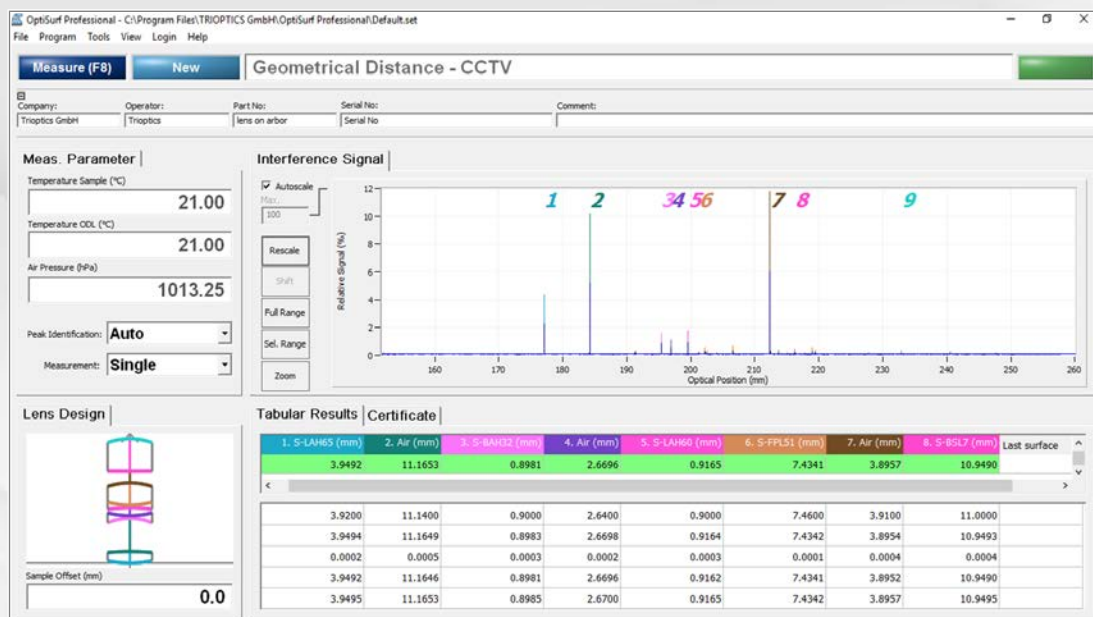 OptiSurf Professional - C:\Program Files\TRIOPTICS GmbH\OptiSurf Professional\Default.set
File Program Tools View Login Help
Measure (F8) New Geometrical Distance - CCTV
Company: Operator: Part No: Serial No: Comment:
Trioptics GmbH Trioptics lens on arbor Serial No
Meas. Parameter
Temperature Sample (°C)
21.00
Temperature ODL (°C)
21.00
Air Pressure (hPa)
1013.25
Peak Identification: Auto
Measurement: Single
Interference Signal
Autoscale
Max.
100
Rescale
Shift
Full Range
Sel. Range
Zoom
Relative Signal (‰)
12
10
8
6
4
2
0
1 2 3 4 5 6 7 8 9
160 170 180 190 200 210 220 230 240 250 260
Optical Position (mm)
Lens Design
Sample Offset (mm)
0.0
Tabular Results Certificate
1. S-LAH65 (mm) 2. Air (mm) 3. S-BAH32 (mm) 4. Air (mm) 5. S-LAH60 (mm) 6. S-FPL51 (mm) 7. Air (mm) 8. S-BSL7 (mm) Last surface
3.9492 11.1653 0.8981 2.6696 0.9165 7.4341 3.8957 10.9490
3.9200 11.1400 0.9000 2.6400 0.9000 7.4600 3.9100 11.0000
3.9494 11.1649 0.8983 2.6698 0.9164 7.4342 3.8954 10.9493
0.0002 0.0005 0.0003 0.0002 0.0003 0.0001 0.0004 0.0004
3.9492 11.1646 0.8981 2.6696 0.9162 7.4341 3.8952 10.9490
3.9495 11.1653 0.8985 2.6700 0.9165 7.4342 3.8957 10.9495